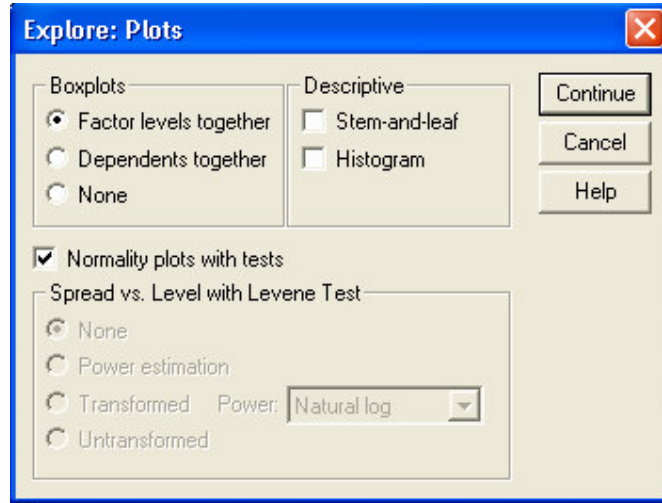 Explore: Plots
Boxplots
Factor levels together
Dependents together
None
Descriptive
Stem-and-leaf
Histogram
Continue
Cancel
Help
Normality plots with tests
Spread vs. Level with Levene Test
None
Power estimation
Transformed Power: Natural log
Untransformed